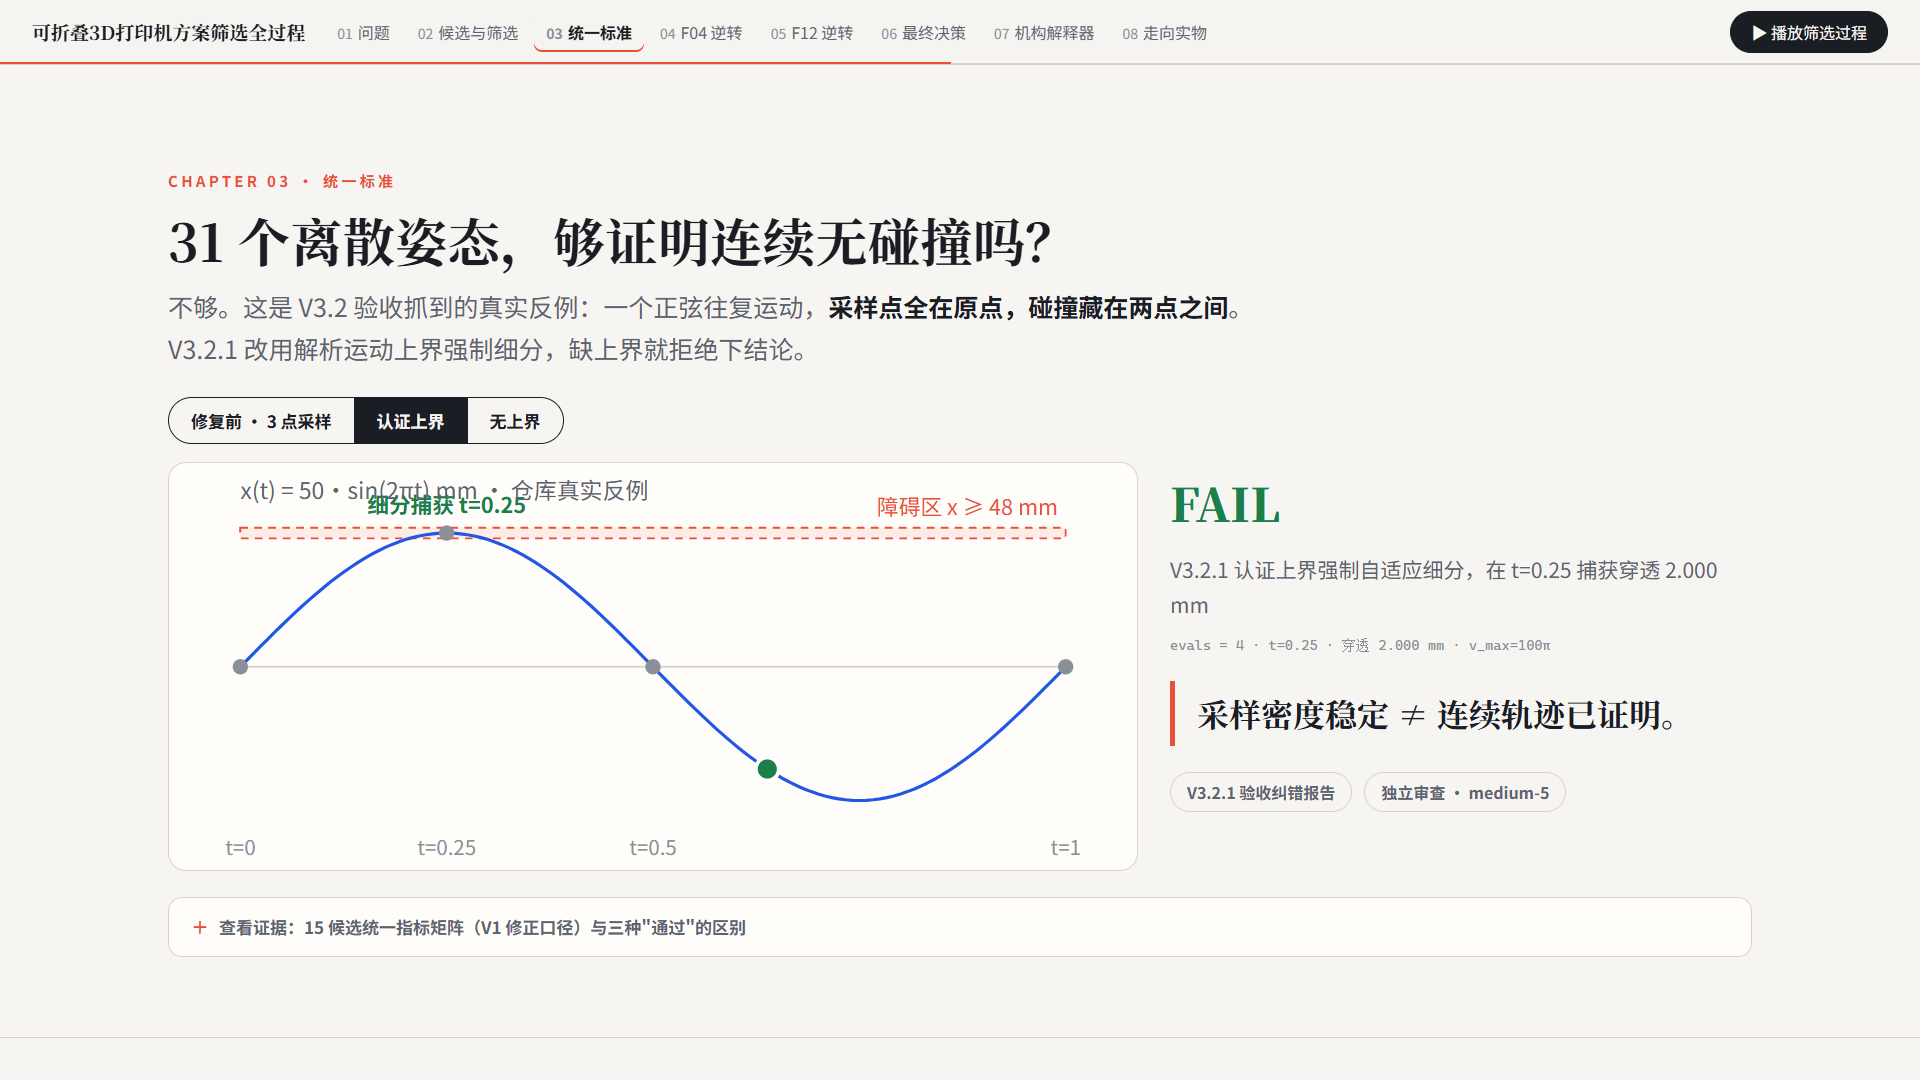 可折叠3D打印机方案筛选全过程
01 问题
02 候选与筛选
03 统一标准
04 F04 逆转
05 F12 逆转
06 最终决策
07 机构解释器
08 走向实物
▶ 播放筛选过程
CHAPTER 03 · 统一标准
31 个离散姿态，够证明连续无碰撞吗？
不够。这是 V3.2 验收抓到的真实反例：一个正弦往复运动，采样点全在原点，碰撞藏在两点之间。
V3.2.1 改用解析运动上界强制细分，缺上界就拒绝下结论。
修复前 · 3 点采样
认证上界
无上界
x(t) = 50 · sin(2πt) mm · 仓库真实反例
细分捕获 t=0.25
障碍区 x ⩾ 48 mm
t=0
t=0.25
t=0.5
t=1
FAIL
V3.2.1 认证上界强制自适应细分，在 t=0.25 捕获穿透 2.000
mm
evals = 4 · t=0.25 · 穿透 2.000 mm · v_max=100π
采样密度稳定 ≠ 连续轨迹已证明。
V3.2.1 验收纠错报告
独立审查 · medium-5
+ 查看证据：15 候选统一指标矩阵（V1 修正口径）与三种"通过"的区别